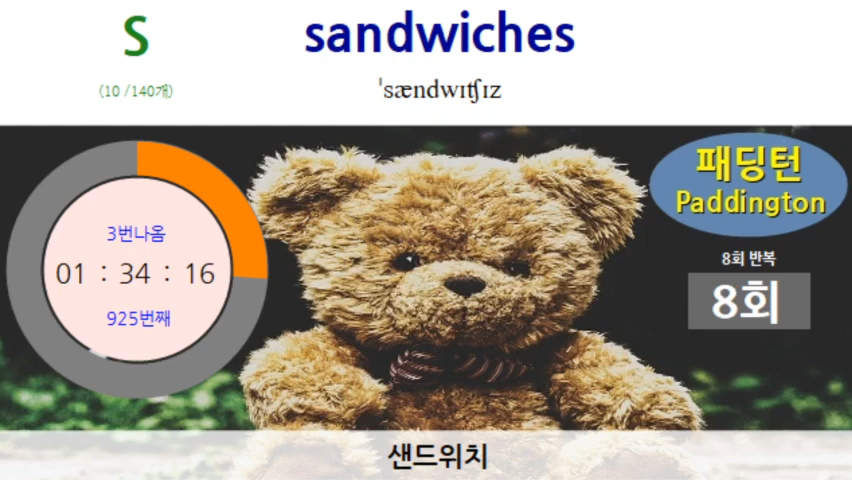 S
sandwiches
(10 /140개)
ˈsændwɪʧɪz
패딩턴
Paddington
3번나옴
01 : 34 : 16
925번째
8회 반복
8회
샌드위치